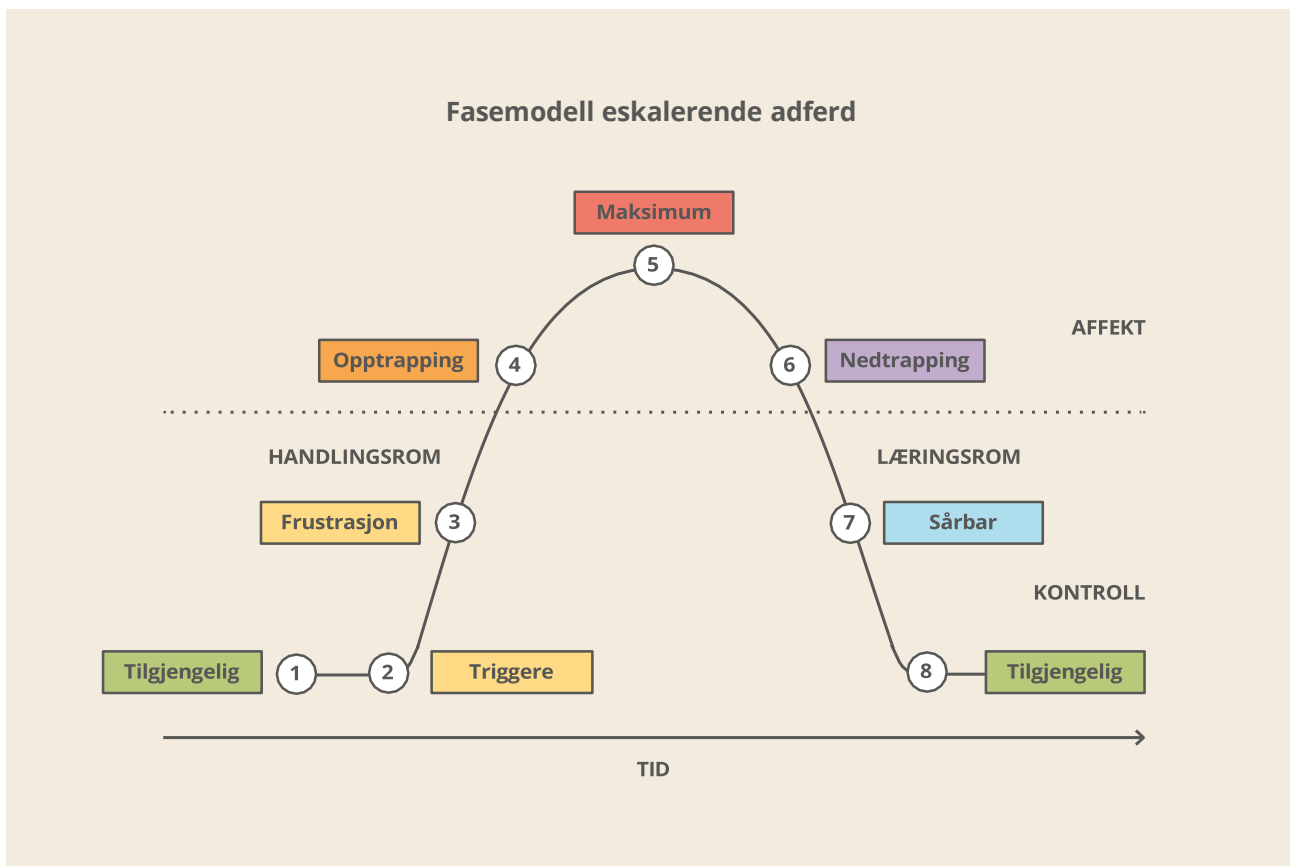 Fasemodell eskalerende adferd
Maksimum
5
AFFEKT
Opptrapping
4
6
Nedtrapping
HANDLINGSROM
LÆRINGSROM
Frustrasjon
3
7
Sårbar
KONTROLL
Tilgjengelig
1
2
Triggere
8
Tilgjengelig
TID